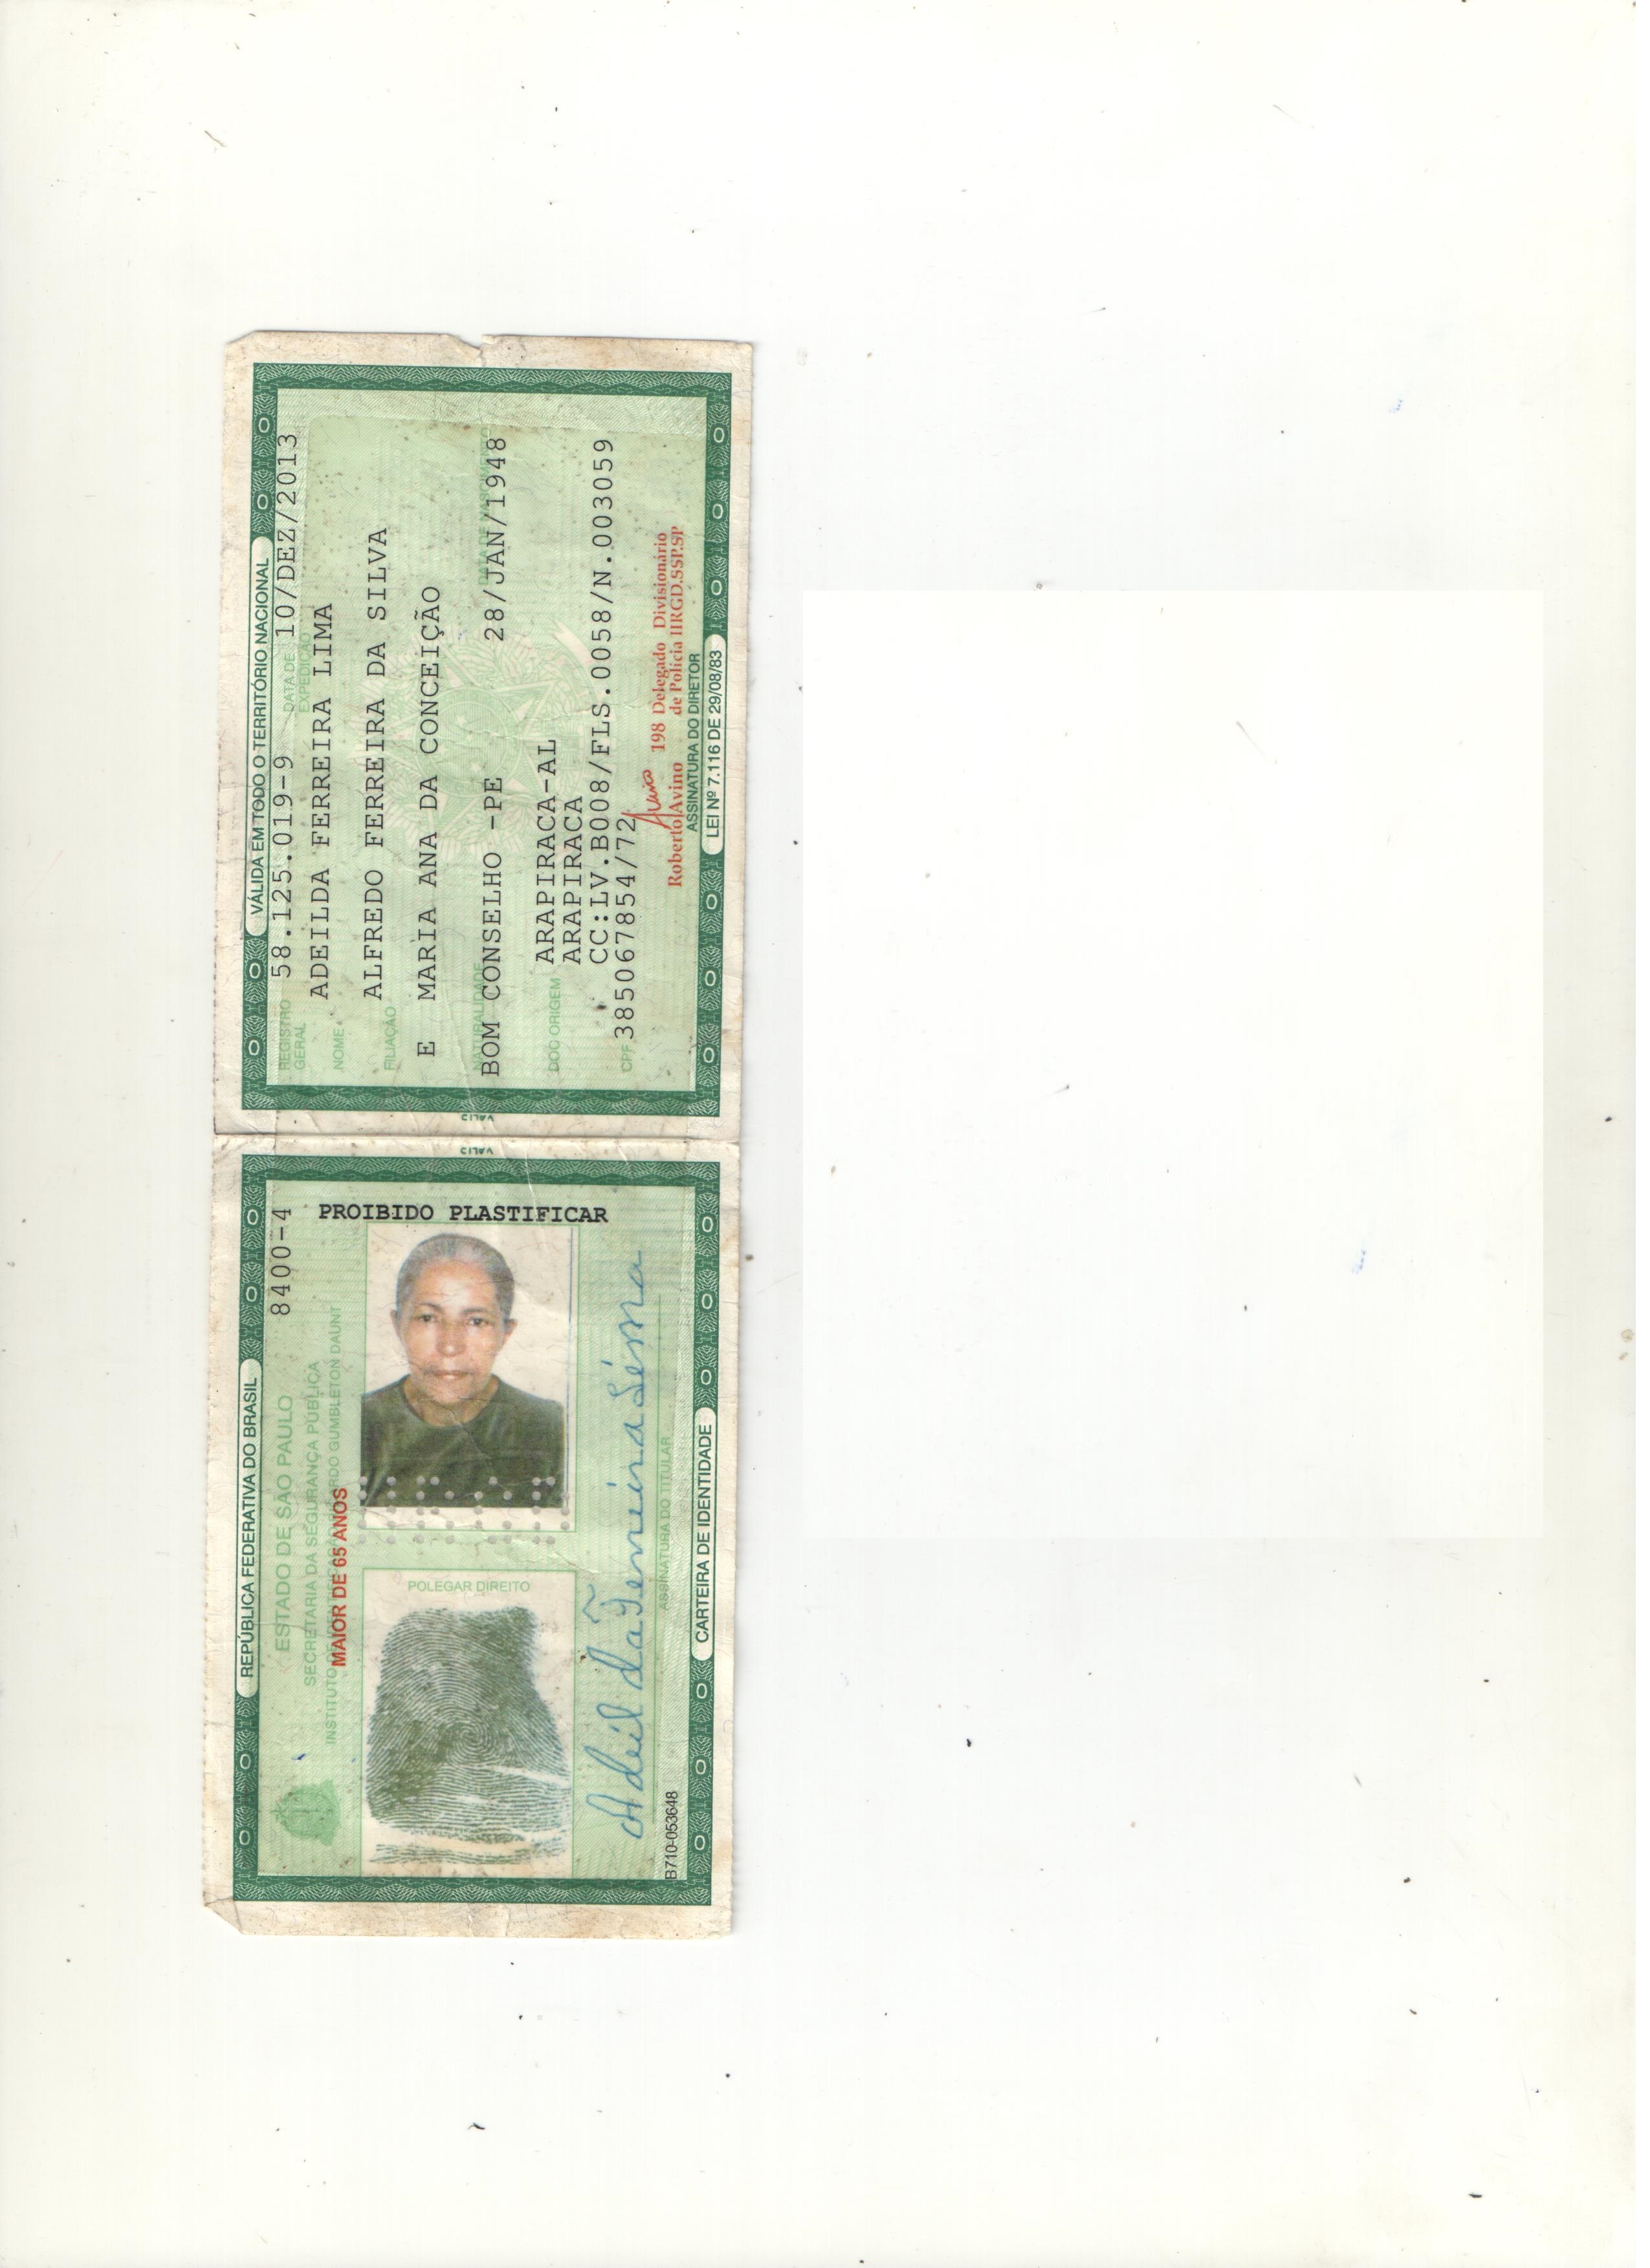 REPÚBLICA FEDERATIVA DO BRASIL
ESTADO DE SÃO PAULO
8400-4
SECRETARIA DA SEGURANÇA PÚBLICA
INSTITUTO DE IDENTIFICAÇÃO RICARDO GUMBLETON DAUNT
MAIOR DE 65 ANOS
POLEGAR DIREITO
PROIBIDO PLASTIFICAR
Adeilda Ferreira Lima
ASSINATURA DO TITULAR
B710-053648
CARTEIRA DE IDENTIDADE
VÁLIDA EM TODO O TERRITÓRIO NACIONAL
REGISTRO GERAL 58.125.019-9 DATA DE EXPEDIÇÃO 10/DEZ/2013
NOME ADEILDA FERREIRA LIMA
FILIAÇÃO ALFREDO FERREIRA DA SILVA
E MARIA ANA DA CONCEIÇÃO
NATURALIDADE DATA DE NASCIMENTO
BOM CONSELHO -PE 28/JAN/1948
DOC ORIGEM ARAPIRACA-AL
ARAPIRACA
CC:LV.B008/FLS.0058/N.003059
CPF 385067854/72
Avino
198 Delegado Divisionário
Roberto Avino de Polícia IIRGD.SSP.SP
ASSINATURA DO DIRETOR
LEI Nº 7.116 DE 29/08/83